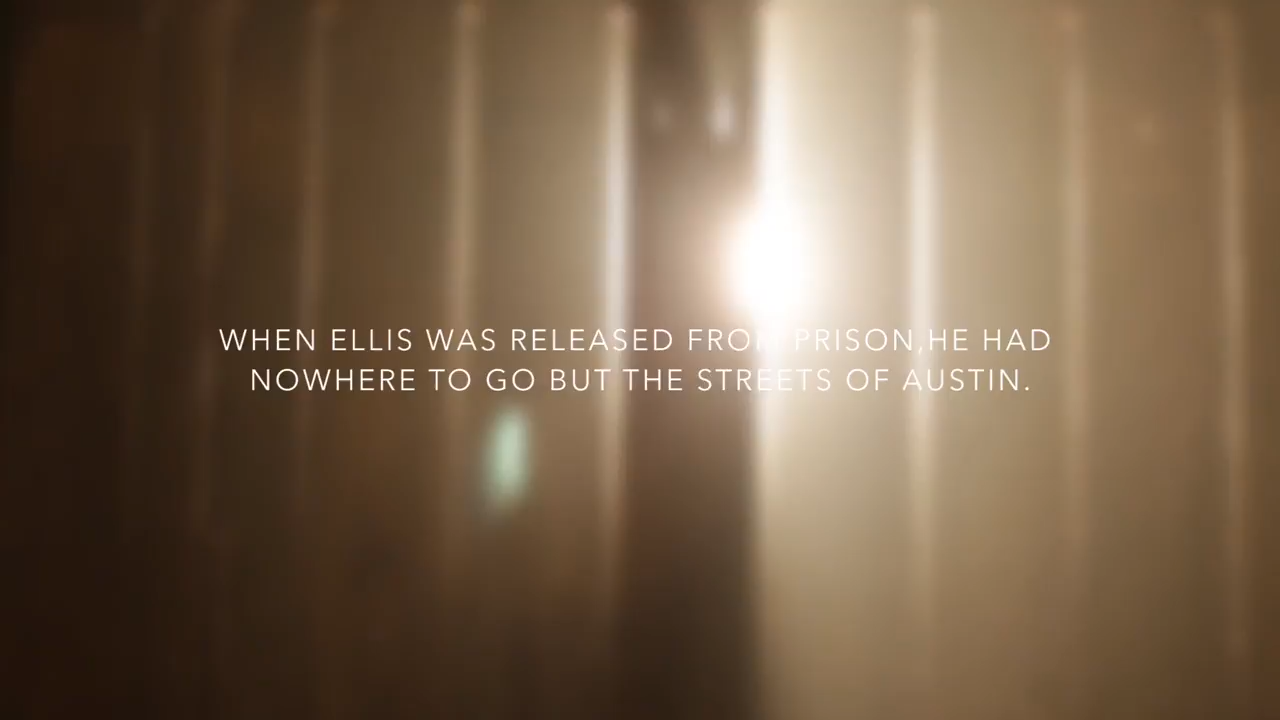 WHEN ELLIS WAS RELEASED FROM PRISON,HE HAD
NOWHERE TO GO BUT THE STREETS OF AUSTIN.